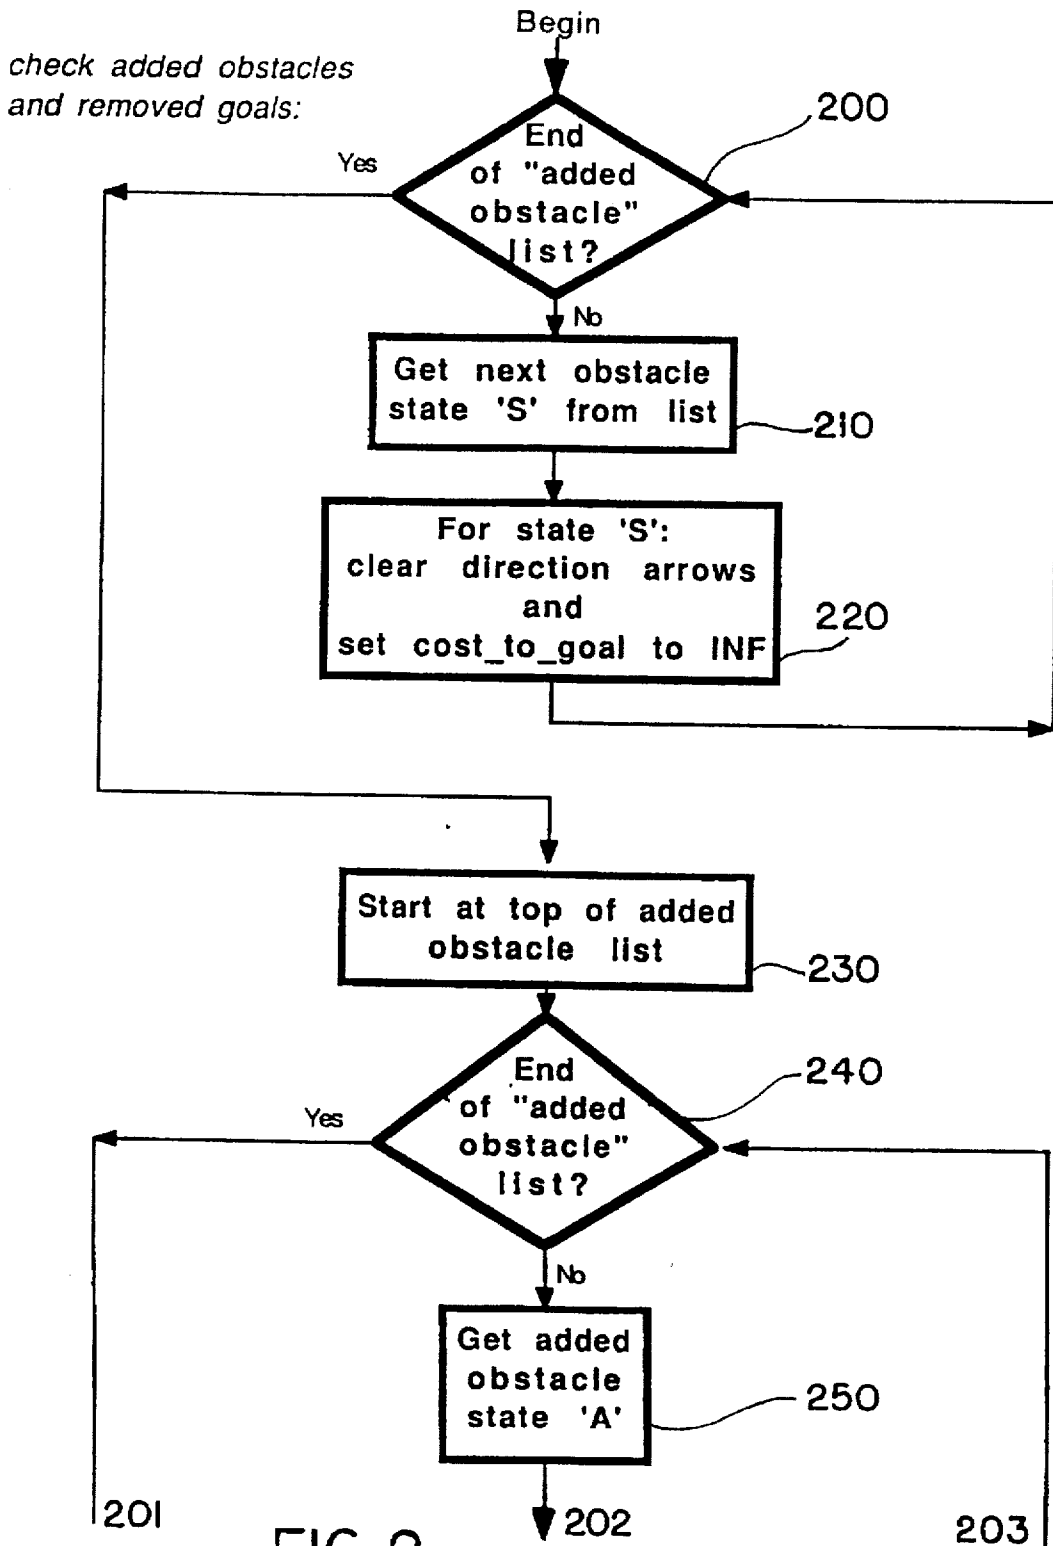 Begin
check added obstacles
and removed goals:
200
End
of "added
obstacle"
list?
Yes
No
Get next obstacle
state 'S' from list
210
For state 'S':
clear direction arrows
and
set cost_to_goal to INF
220
Start at top of added
obstacle list
230
240
End
of "added
obstacle"
list?
Yes
No
Get added
obstacle
state 'A'
250
201
202
203
FIG